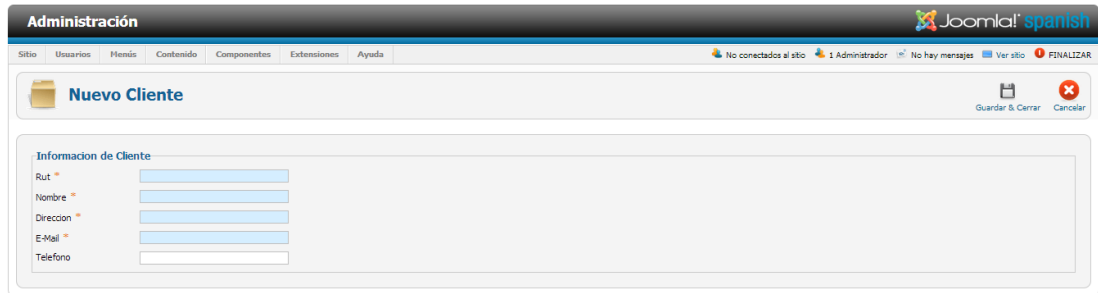 Administración
Joomla!® spanish
Sitio Usuarios Menús Contenido Componentes Extensiones Ayuda No conectados al sitio 1 Administrador No hay mensajes Ver sitio FINALIZAR
Nuevo Cliente
Guardar & Cerrar Cancelar
Informacion de Cliente
Rut *
Nombre *
Direccion *
E-Mail *
Telefono